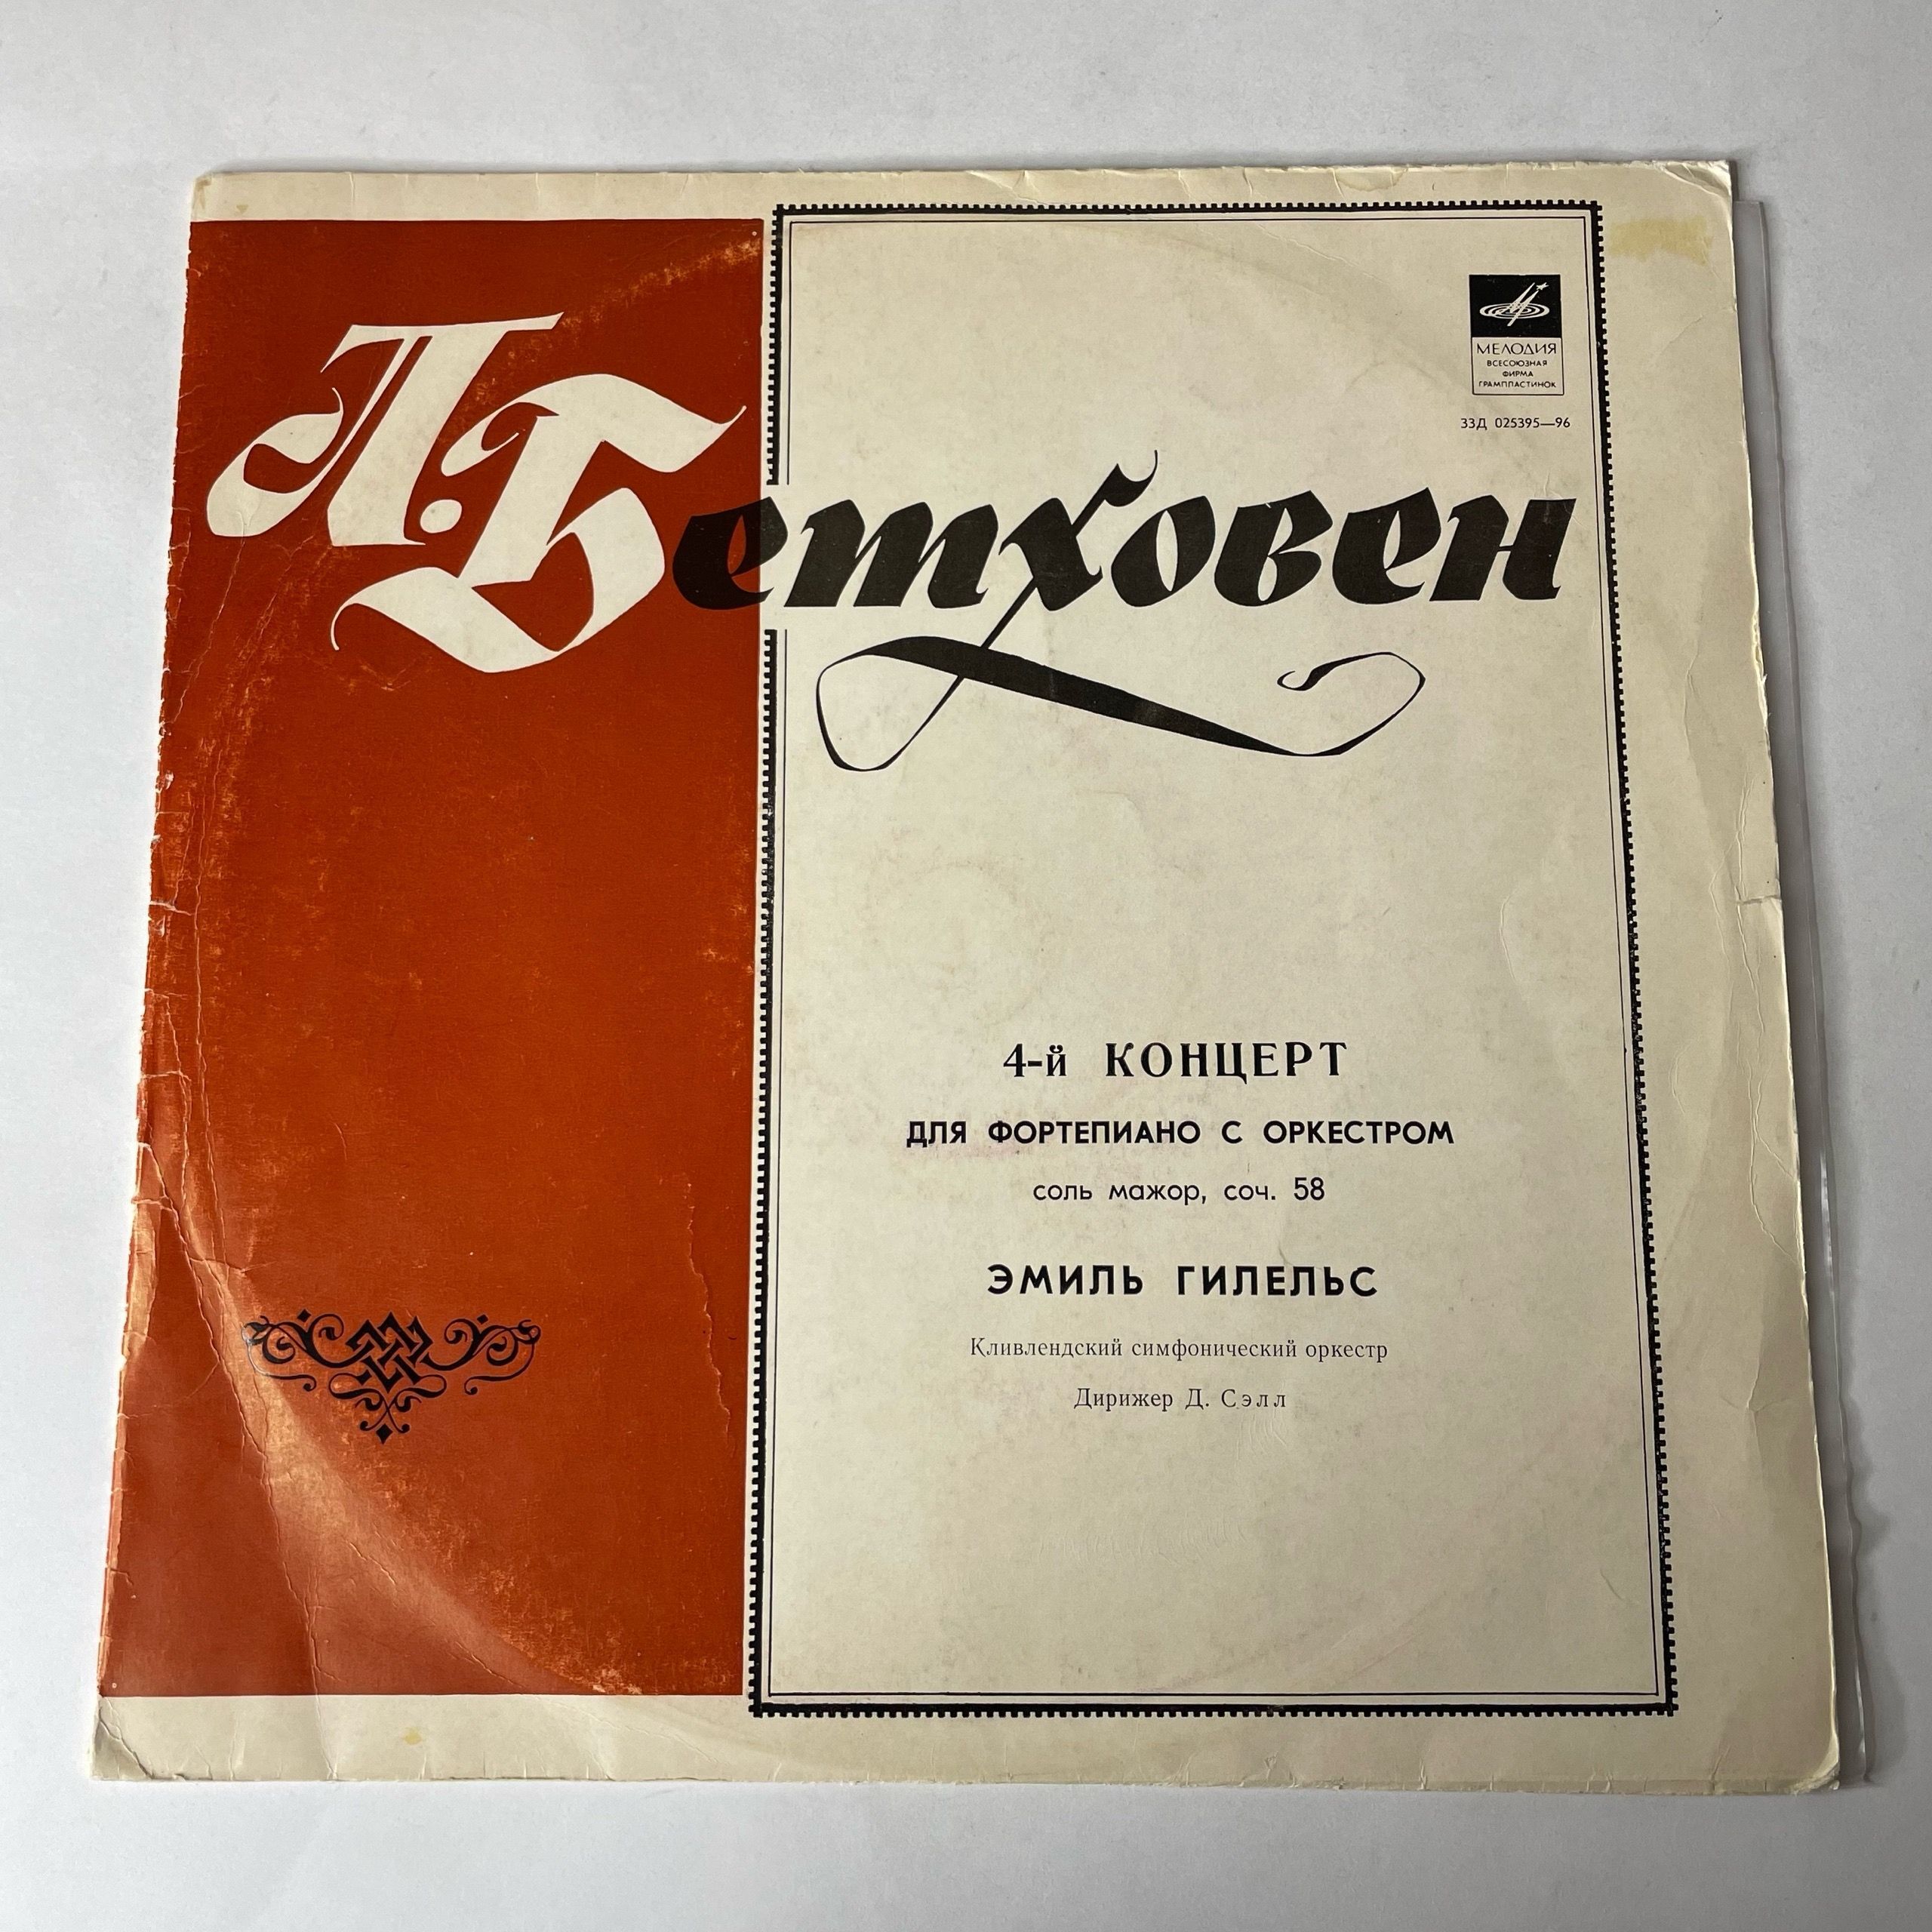 МЕЛОДИЯ
ВСЕСОЮЗНАЯ
ФИРМА
ГРАМПЛАСТИНОК
33Д 025395—96
Л. Бетховен
4-й КОНЦЕРТ
ДЛЯ ФОРТЕПИАНО С ОРКЕСТРОМ
соль мажор, соч. 58
ЭМИЛЬ ГИЛЕЛЬС
Кливлендский симфонический оркестр
Дирижер Д. Сэлл